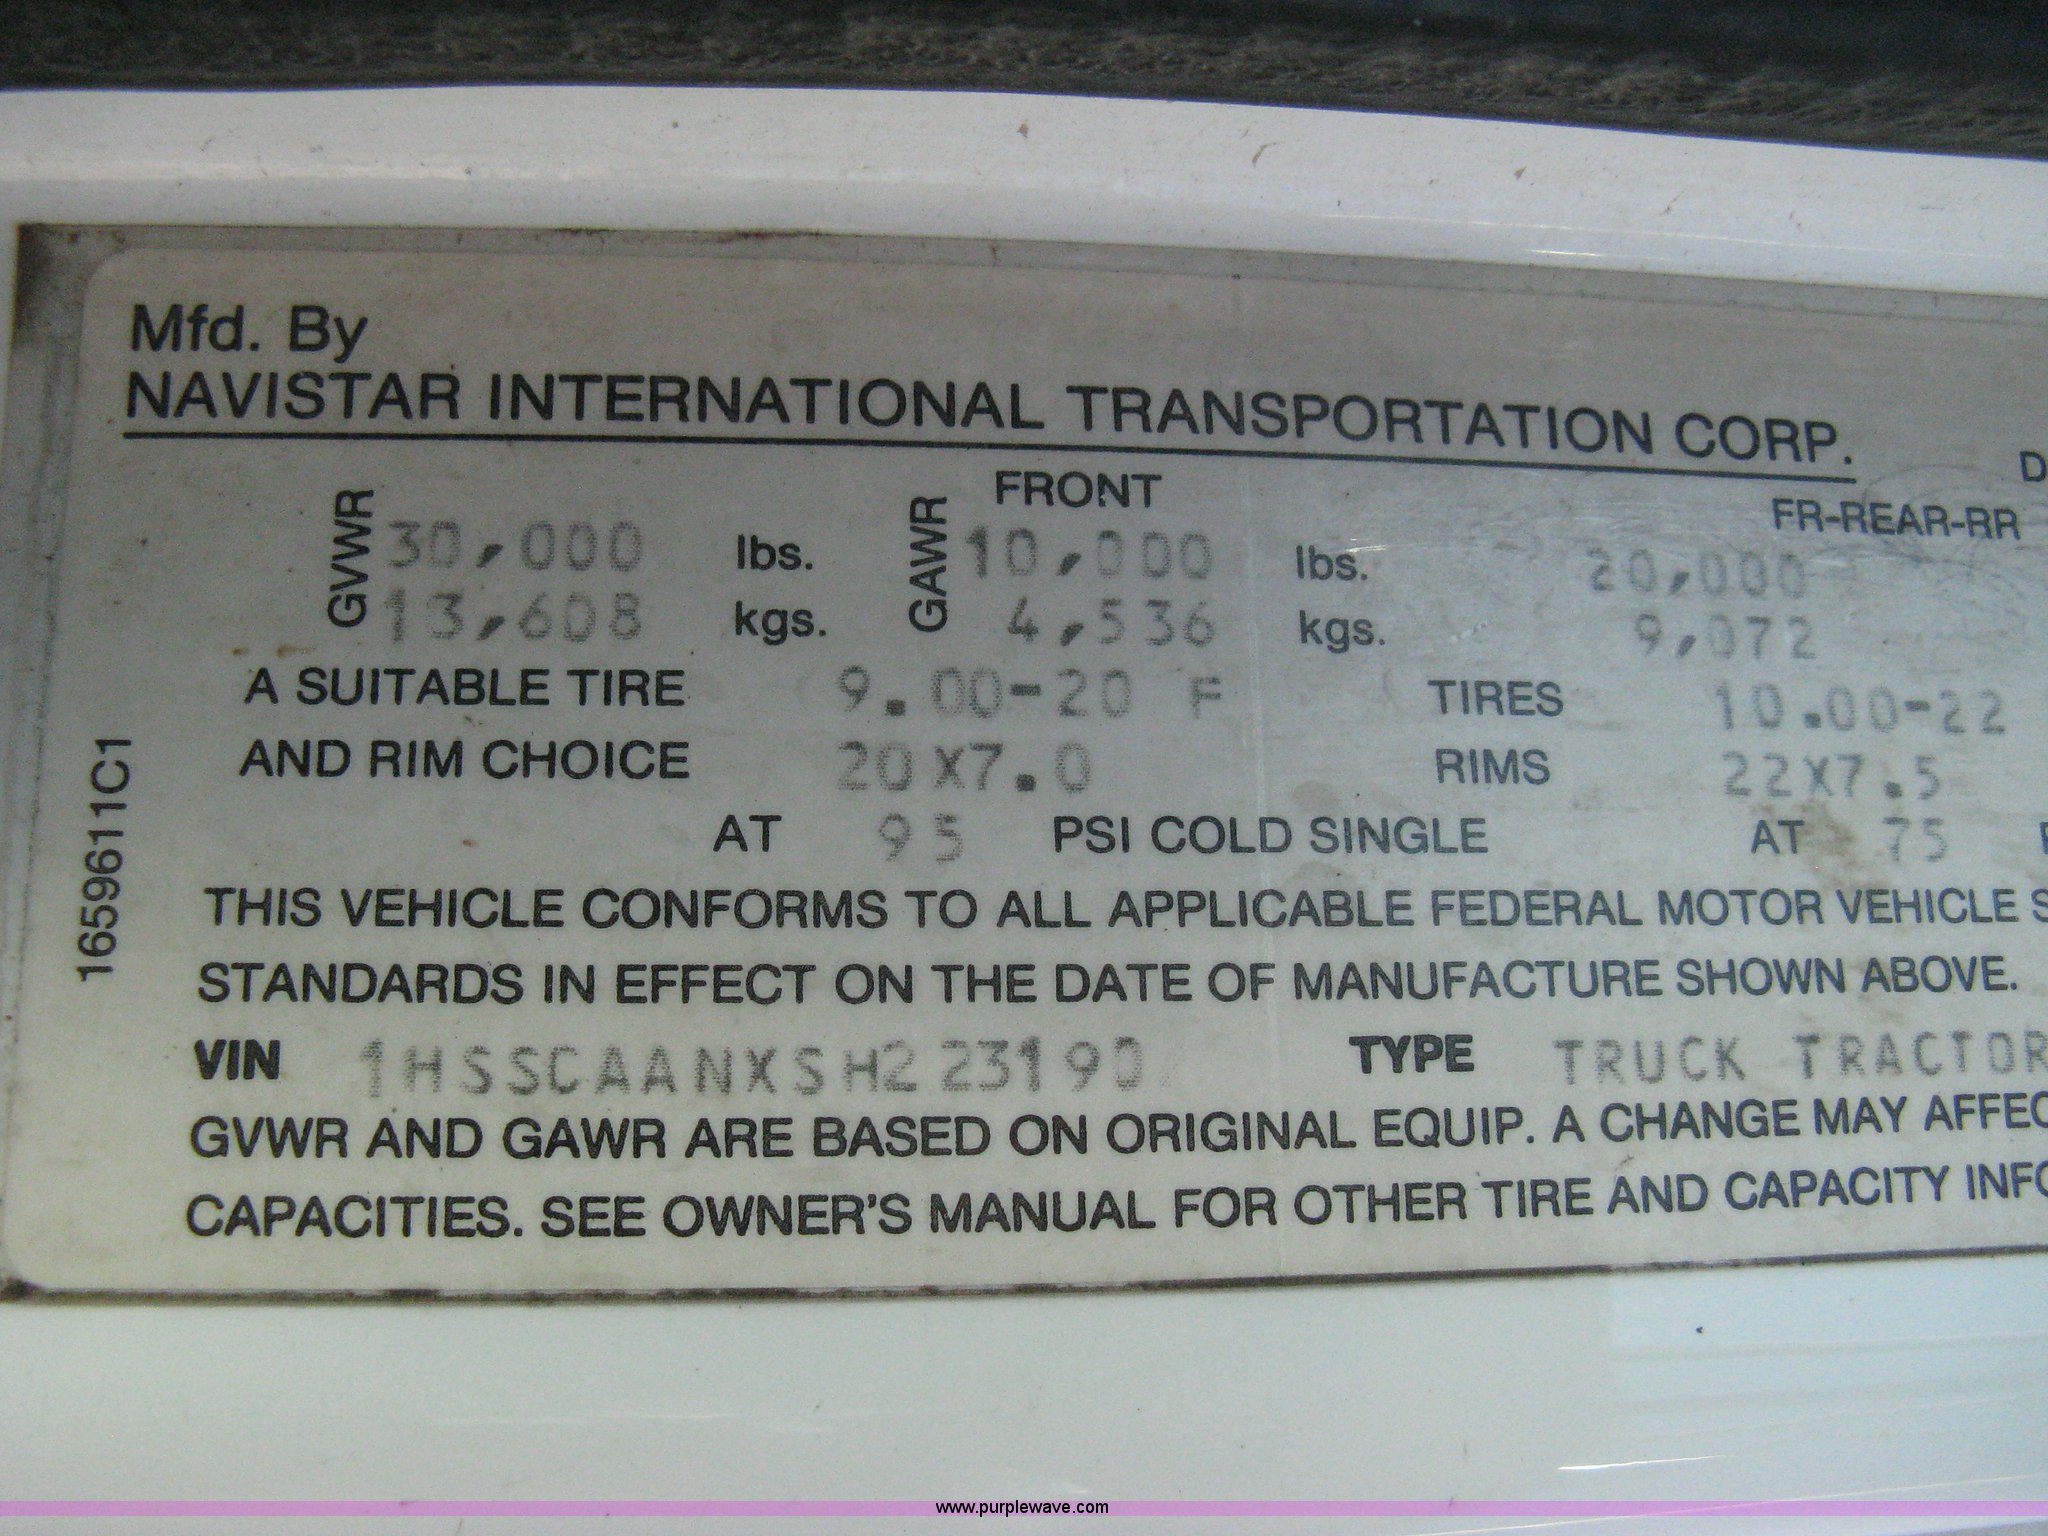 Mfd. By
NAVISTAR INTERNATIONAL TRANSPORTATION CORP.
D
FRONT FR-REAR-RR
GVWR 30,000 lbs. GAWR 10,000 lbs. 20,000
13,608 kgs. 4,536 kgs. 9,072
A SUITABLE TIRE 9.00-20 F TIRES 10.00-22
AND RIM CHOICE 20X7.0 RIMS 22X7.5
AT 95 PSI COLD SINGLE AT 75
THIS VEHICLE CONFORMS TO ALL APPLICABLE FEDERAL MOTOR VEHICLE S
STANDARDS IN EFFECT ON THE DATE OF MANUFACTURE SHOWN ABOVE.
VIN 1HSSCAANXSH223190 TYPE TRUCK TRACTOR
GVWR AND GAWR ARE BASED ON ORIGINAL EQUIP. A CHANGE MAY AFFEC
CAPACITIES. SEE OWNER'S MANUAL FOR OTHER TIRE AND CAPACITY INFO
1659611C1
www.purplewave.com